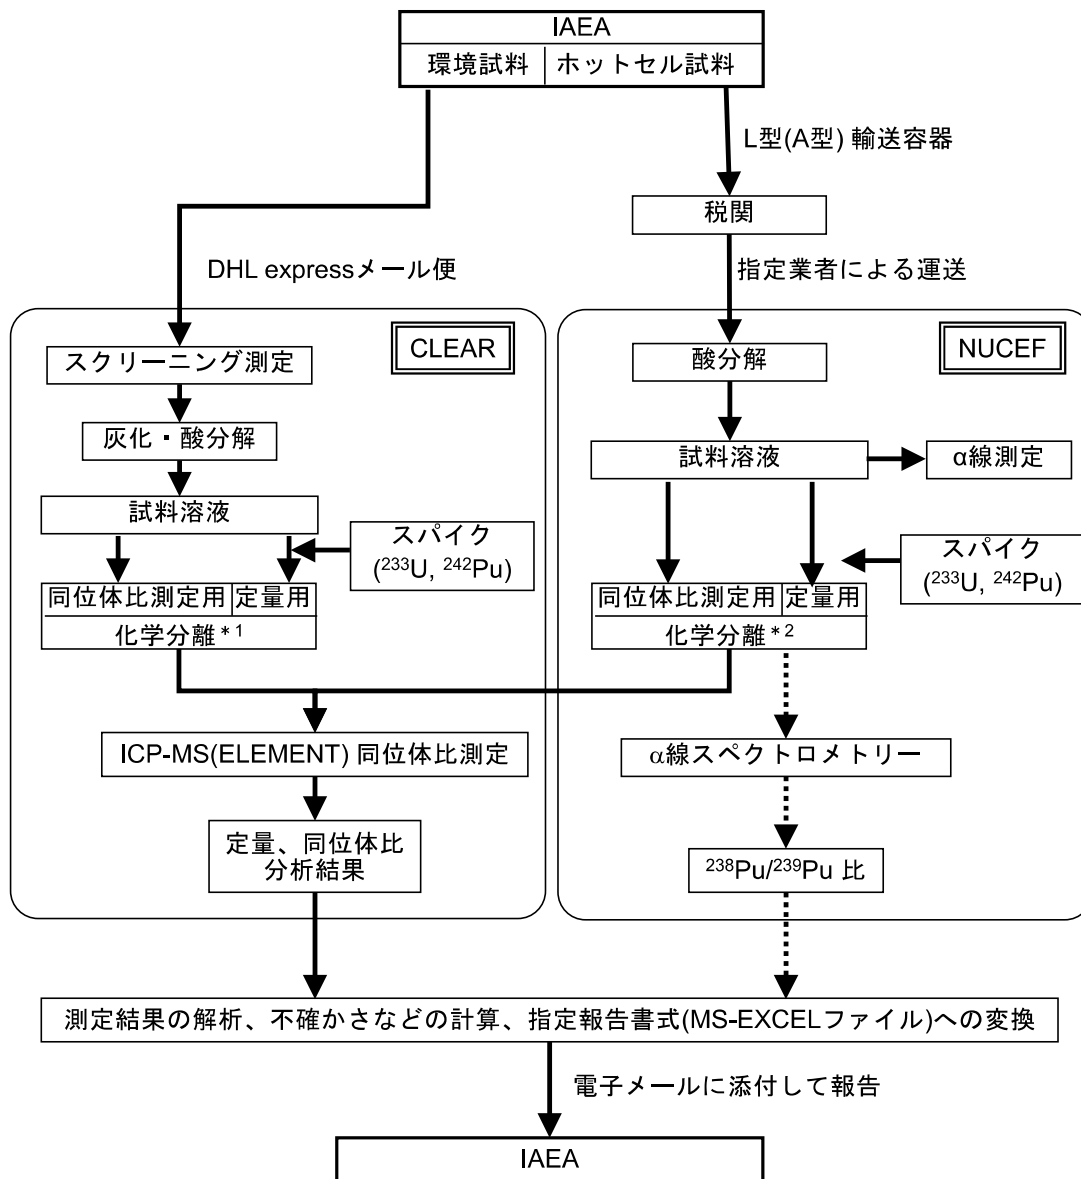 IAEA
環境試料
ホットセル試料
L型(A型) 輸送容器
税関
DHL expressメール便
指定業者による運送
CLEAR
スクリーニング測定
灰化・酸分解
試料溶液
スパイク
(²³³U, ²⁴²Pu)
同位体比測定用
定量用
化学分離*¹
NUCEF
酸分解
試料溶液
α線測定
スパイク
(²³³U, ²⁴²Pu)
同位体比測定用
定量用
化学分離*²
ICP-MS(ELEMENT) 同位体比測定
定量、同位体比
分析結果
α線スペクトロメトリー
²³⁸Pu/²³⁹Pu 比
測定結果の解析、不確かさなどの計算、指定報告書式(MS-EXCELファイル)への変換
電子メールに添付して報告
IAEA